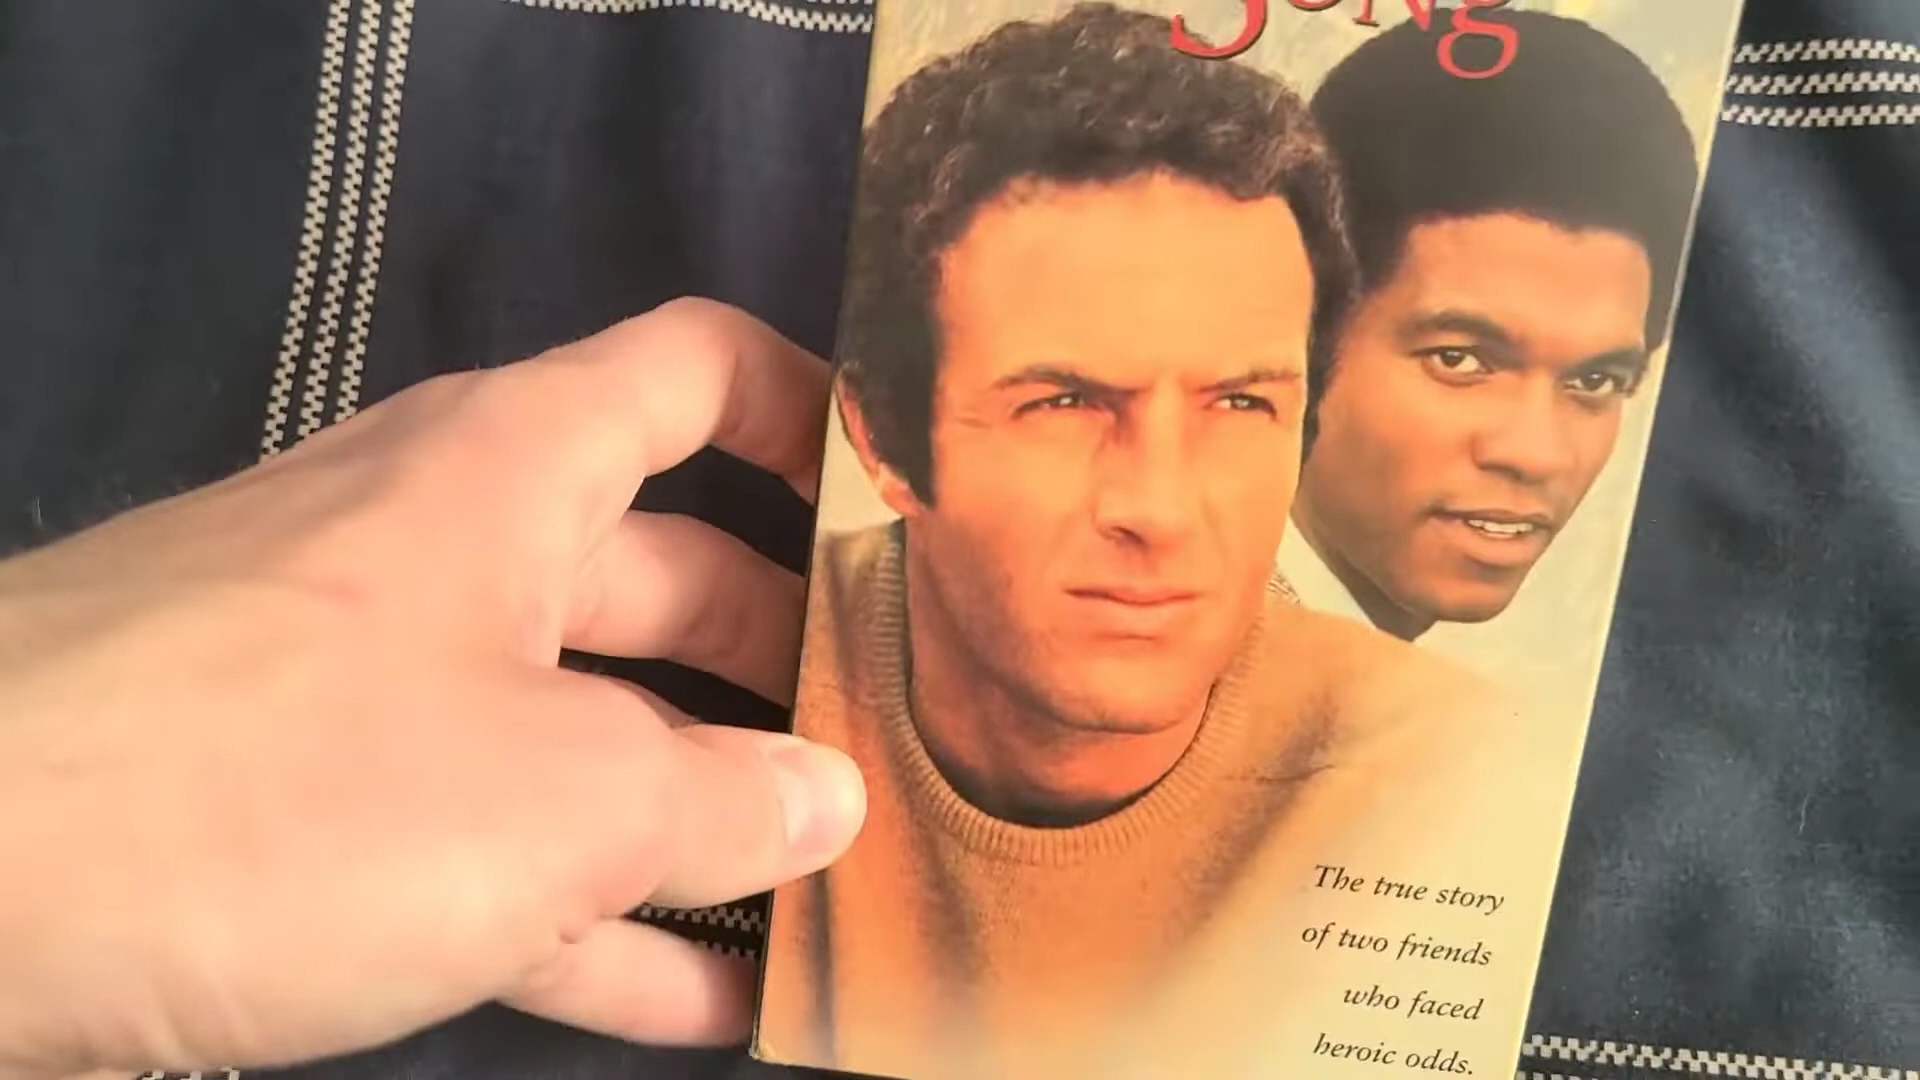 Song
The true story
of two friends
who faced
heroic odds.